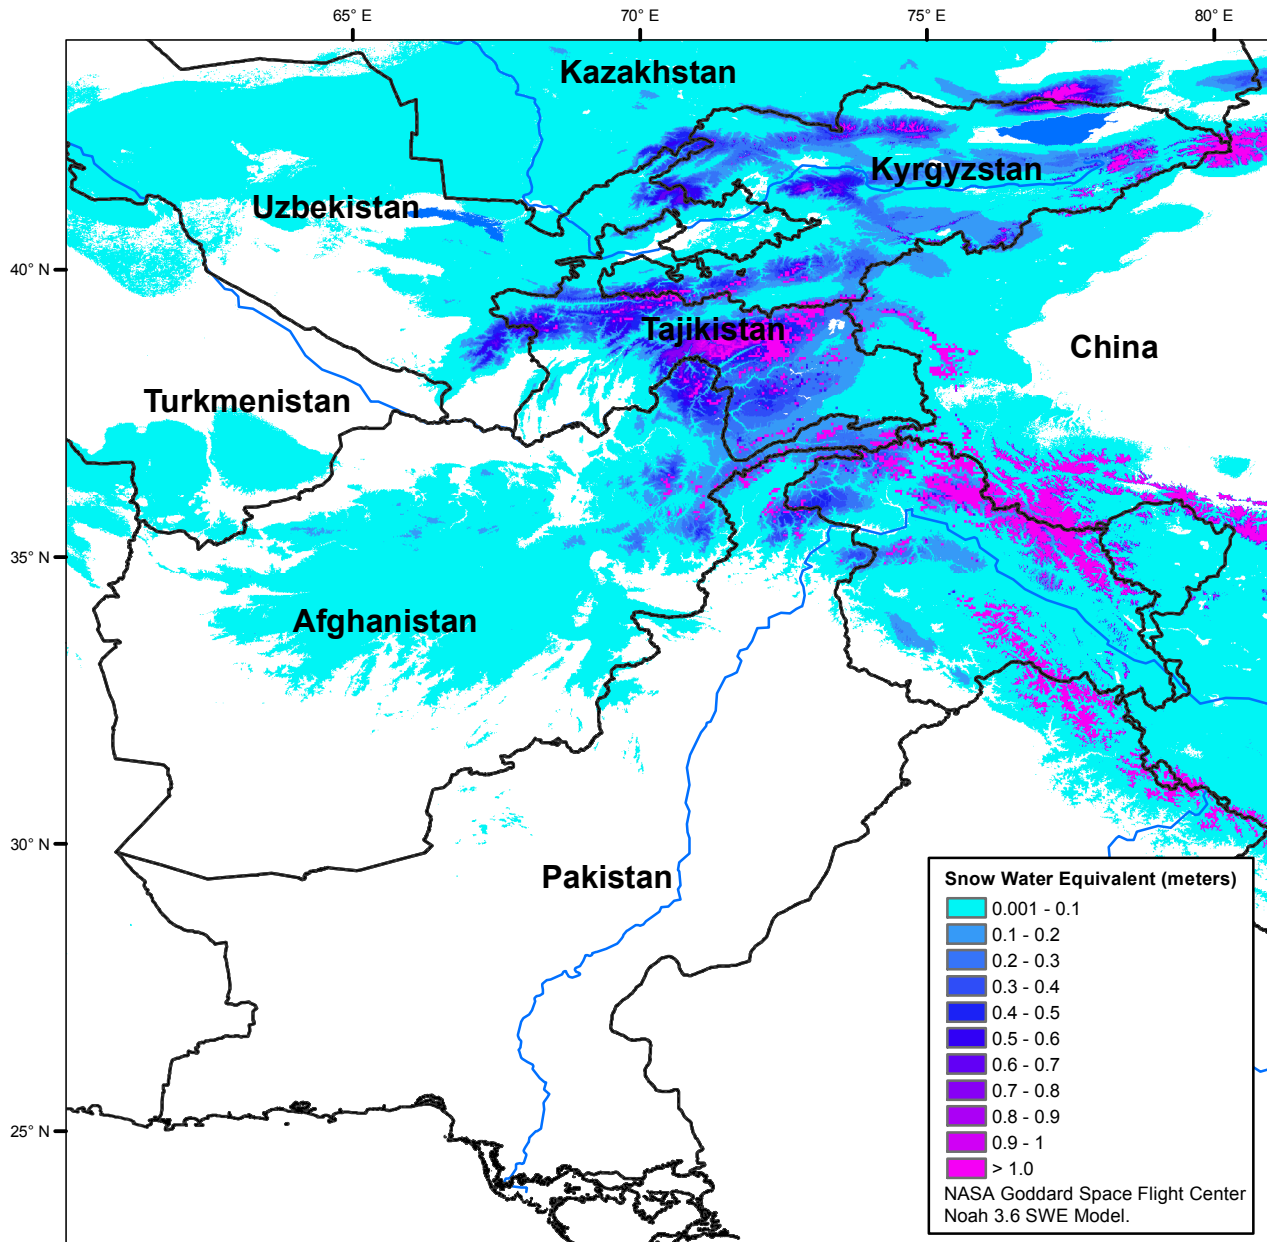 65° E 70° E 75° E 80° E
Kazakhstan
Kyrgyzstan
Uzbekistan
40° N
Tajikistan
China
Turkmenistan
35° N
Afghanistan
30° N
Pakistan
Snow Water Equivalent (meters)
0.001 - 0.1
0.1 - 0.2
0.2 - 0.3
0.3 - 0.4
0.4 - 0.5
0.5 - 0.6
0.6 - 0.7
0.7 - 0.8
0.8 - 0.9
0.9 - 1
> 1.0
25° N
NASA Goddard Space Flight Center
Noah 3.6 SWE Model.